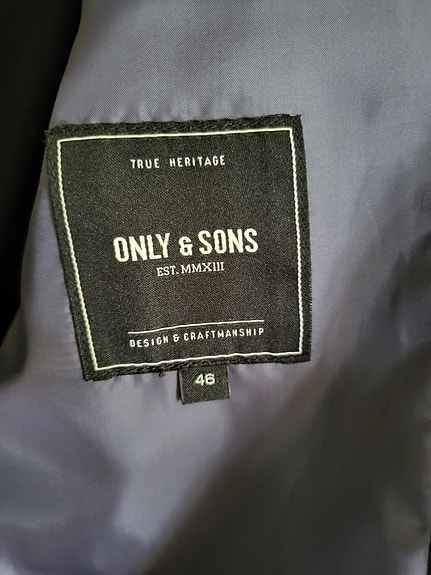 TRUE HERITAGE
ONLY & SONS
EST. MMXIII
DESIGN & CRAFTMANSHIP
46